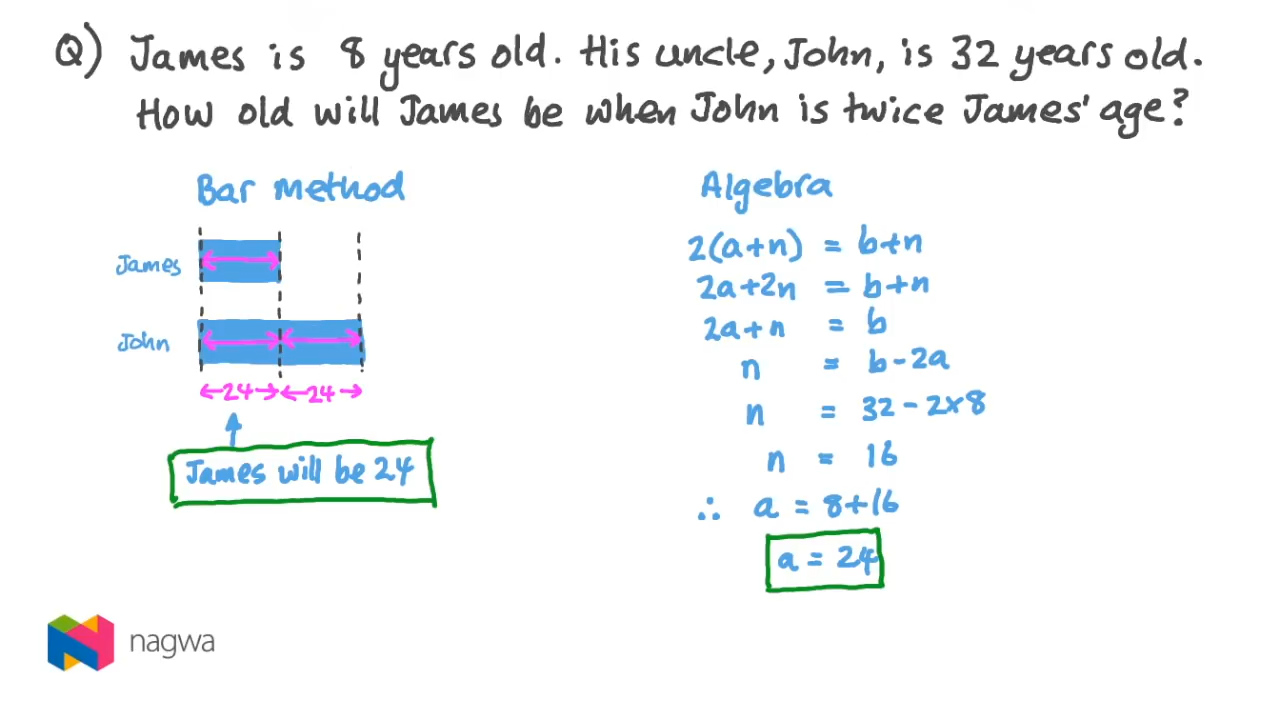 Q) James is 8 years old. His uncle, John, is 32 years old.
How old will James be when John is twice James' age?
Bar method
James
John
24 24
James will be 24
Algebra
2(a+n) = b+n
2a+2n = b+n
2a+n = b
n = b-2a
n = 32-2×8
n = 16
∴ a = 8+16
a = 24
nagwa